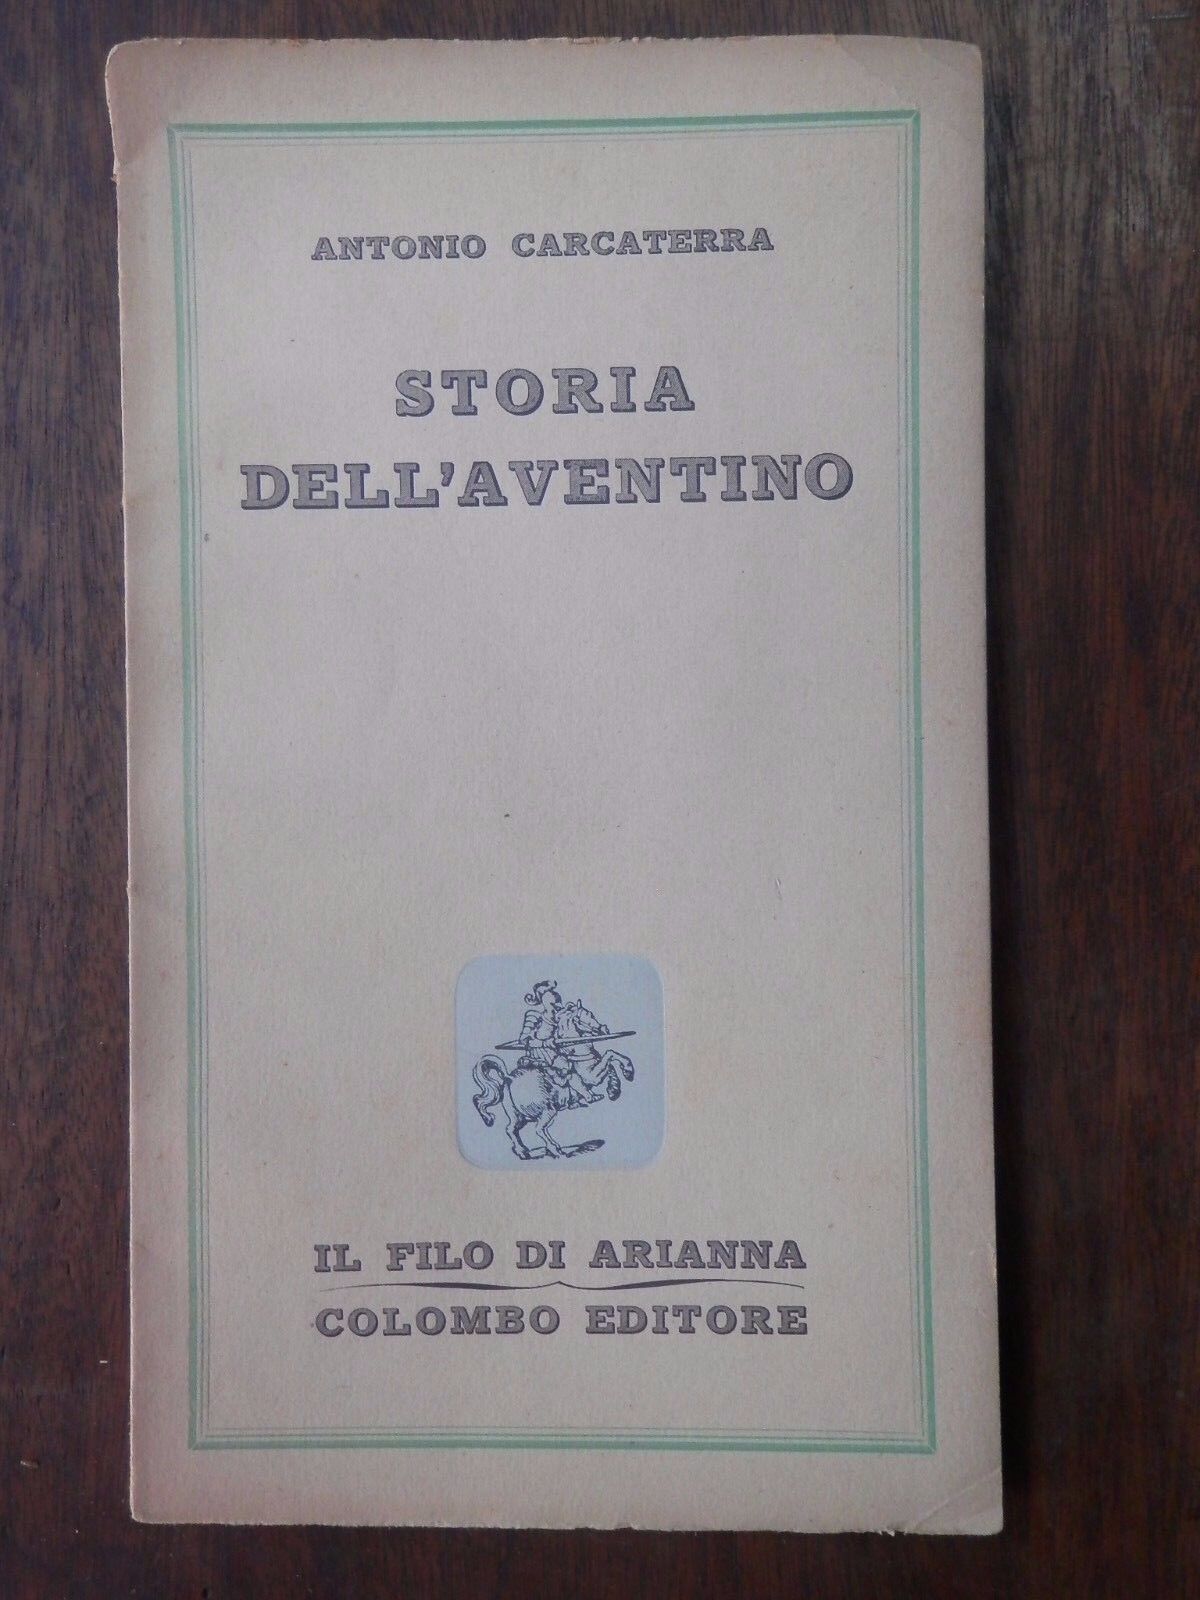 ANTONIO CARCATERRA
STORIA
DELL'AVENTINO
IL FILO DI ARIANNA
COLOMBO EDITORE